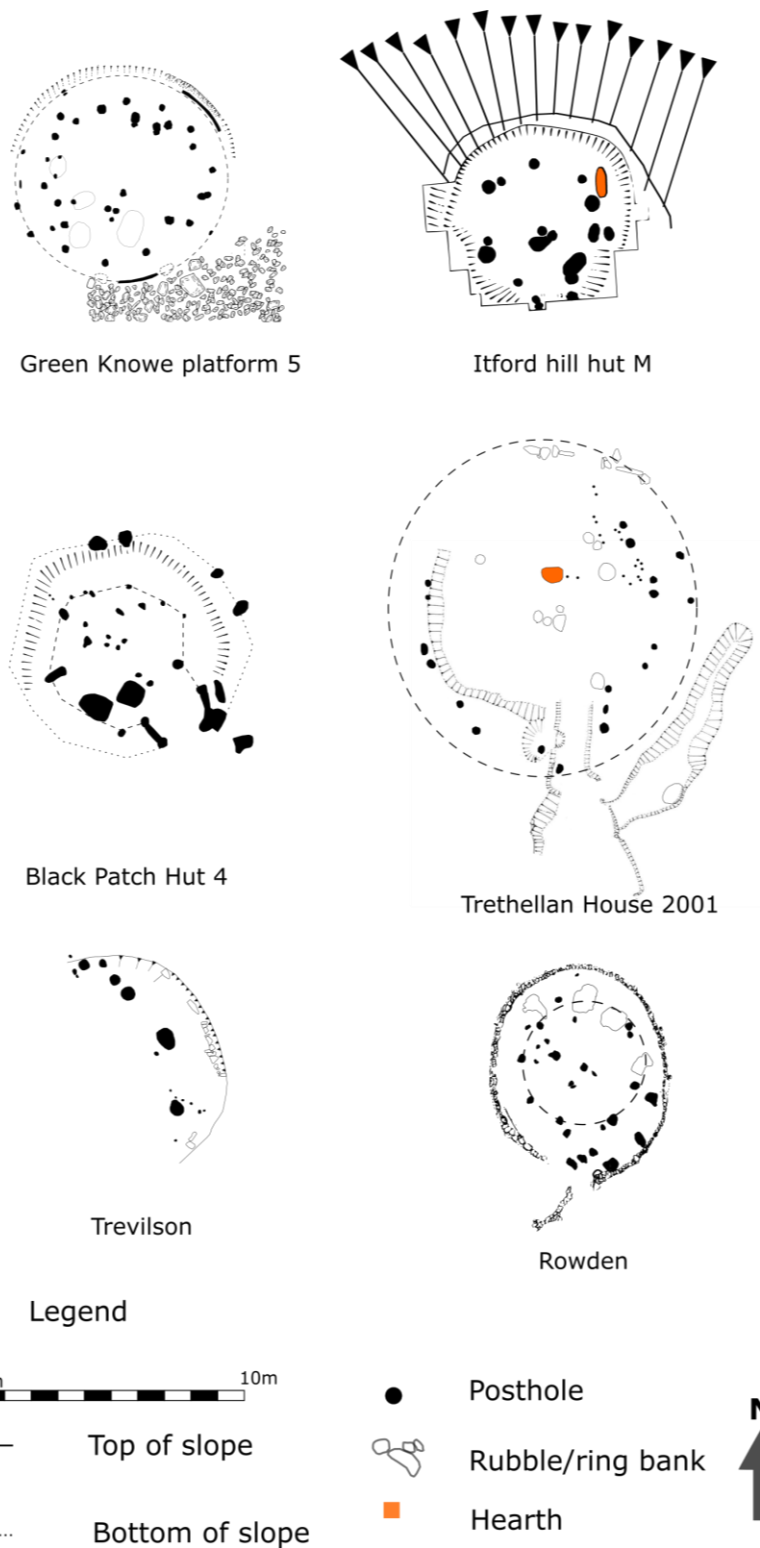 Green Knowe platform 5
Itford hill hut M
Black Patch Hut 4
Trethellan House 2001
Trevilson
Rowden
Legend
10m
Posthole
Top of slope
Rubble/ring bank
Hearth
Bottom of slope